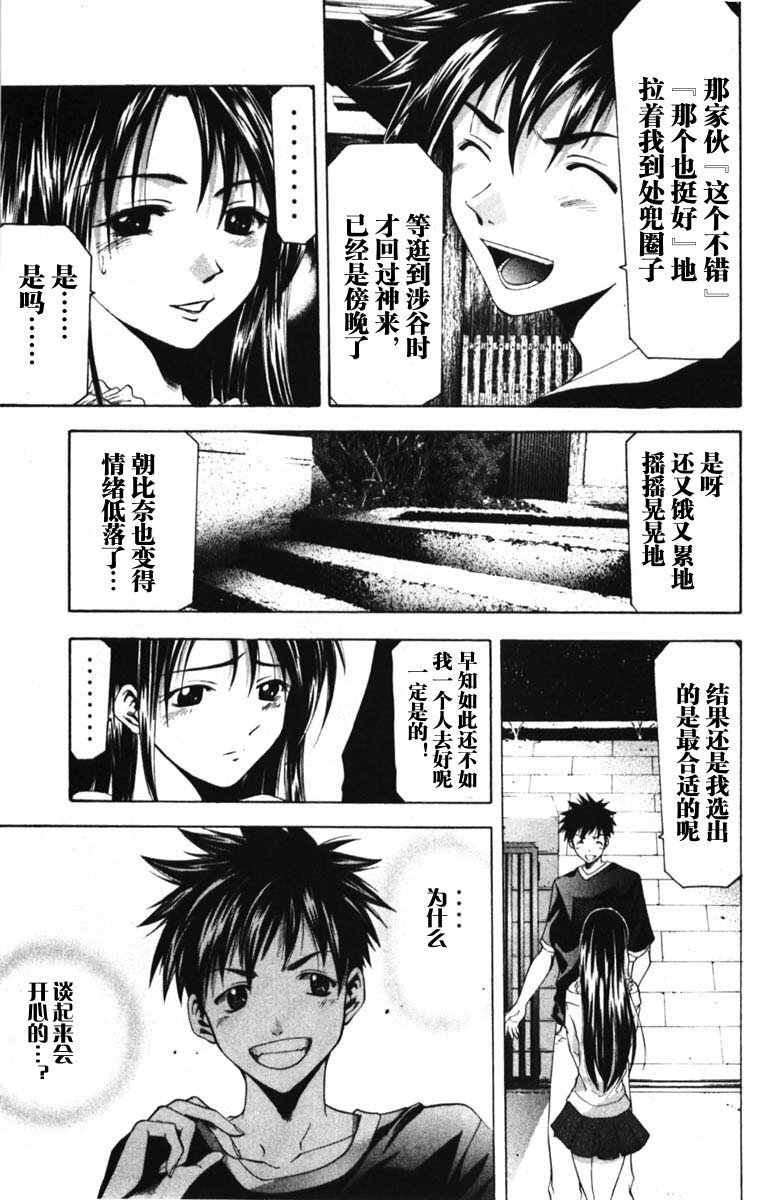 那家伙『这个不错』
『那个也挺好』地
拉着我到处兜圈子
等逛到涉谷时
才回过神来，
已经是傍晚了
……
是……
是吗……
是呀
还又饿又累地
摇摇晃晃地
朝比奈也变得
情绪低落了…
结果还是我选出
的是最合适的呢
早知如此还不如
我一个人去好呢
一定是的！
……
…
为什么
谈起来会
开心的…?